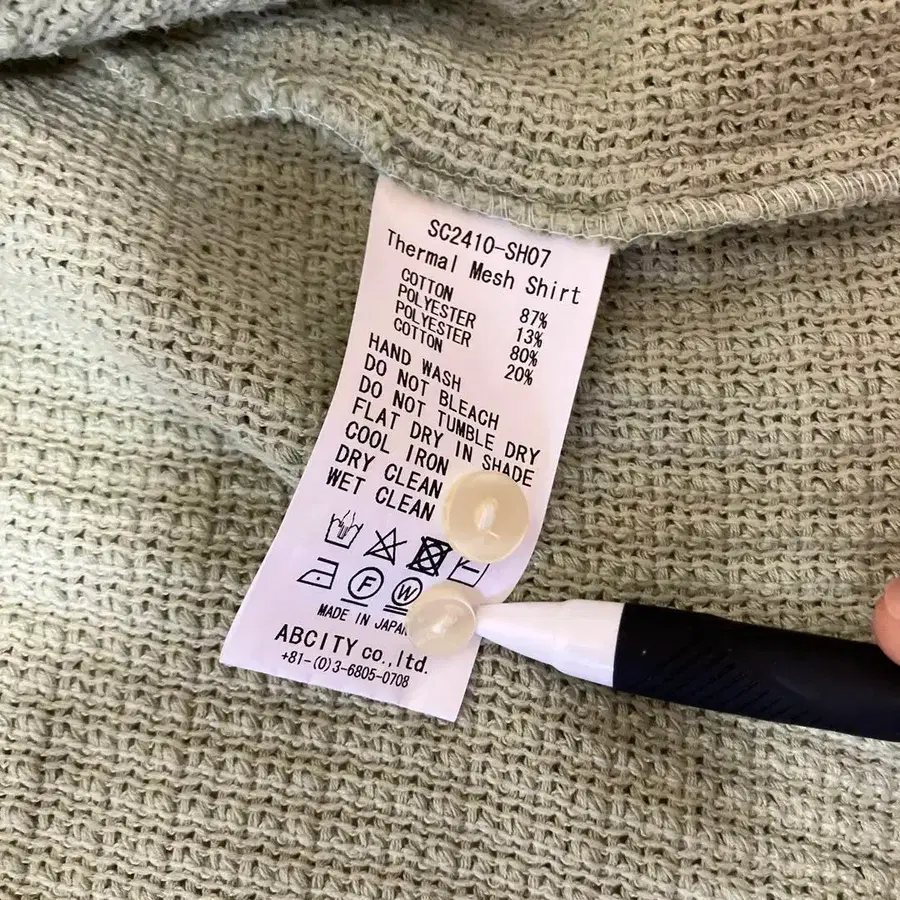 SC2410-SH07
Thermal Mesh Shirt
COTTON 87%
POLYESTER 13%
POLYESTER 80%
COTTON 20%
HAND WASH
DO NOT BLEACH
DO NOT TUMBLE DRY
FLAT DRY IN SHADE
COOL IRON
DRY CLEAN
WET CLEAN
F W
MADE IN JAPAN
ABCITY co.,ltd.
+81-(0)3-6805-0708